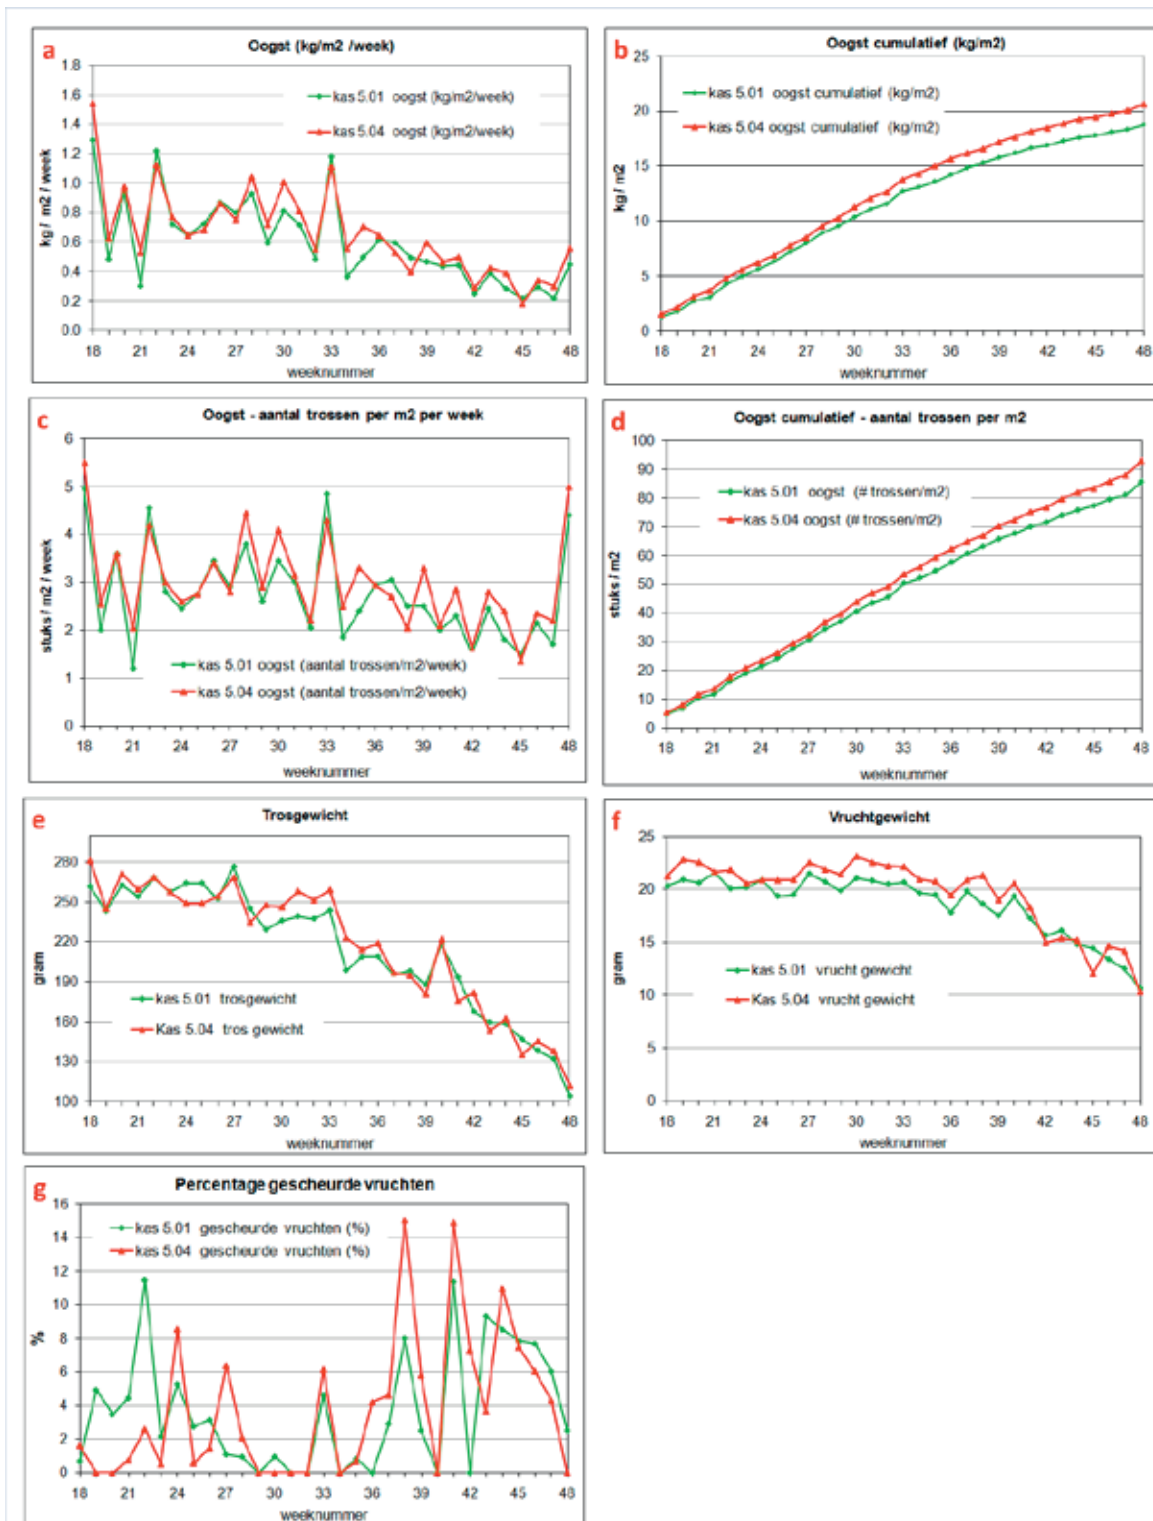 a
Oogst (kg/m2 /week)
1.8
1.6
1.4
1.2
1.0
0.8
0.6
0.4
0.2
0.0
kg / m2 / week
kas 5.01 oogst (kg/m2/week)
kas 5.04 oogst (kg/m2/week)
18 21 24 27 30 33 36 39 42 45 48
weeknummer
b
Oogst cumulatief (kg/m2)
25
20
15
10
5
0
kg / m2
kas 5.01 oogst cumulatief (kg/m2)
kas 5.04 oogst cumulatief (kg/m2)
18 21 24 27 30 33 36 39 42 45 48
weeknummer
c
Oogst - aantal trossen per m2 per week
6
5
4
3
2
1
0
stuks / m2 / week
kas 5.01 oogst (aantal trossen/m2/week)
kas 5.04 oogst (aantal trossen/m2/week)
18 21 24 27 30 33 36 39 42 45 48
weeknummer
d
Oogst cumulatief - aantal trossen per m2
100
90
80
70
60
50
40
30
20
10
0
stuks / m2
kas 5.01 oogst (# trossen/m2)
kas 5.04 oogst (# trossen/m2)
18 21 24 27 30 33 36 39 42 45 48
weeknummer
e
Trosgewicht
280
250
220
190
160
130
100
gram
kas 5.01 trosgewicht
Kas 5.04 tros gewicht
18 21 24 27 30 33 36 39 42 45 48
weeknummer
f
Vruchtgewicht
25
20
15
10
5
0
gram
kas 5.01 vrucht gewicht
Kas 5.04 vrucht gewicht
18 21 24 27 30 33 36 39 42 45 48
weeknummer
g
Percentage gescheurde vruchten
16
14
12
10
8
6
4
2
0
%
kas 5.01 gescheurde vruchten (%)
kas 5.04 gescheurde vruchten (%)
18 21 24 27 30 33 36 39 42 45 48
weeknummer